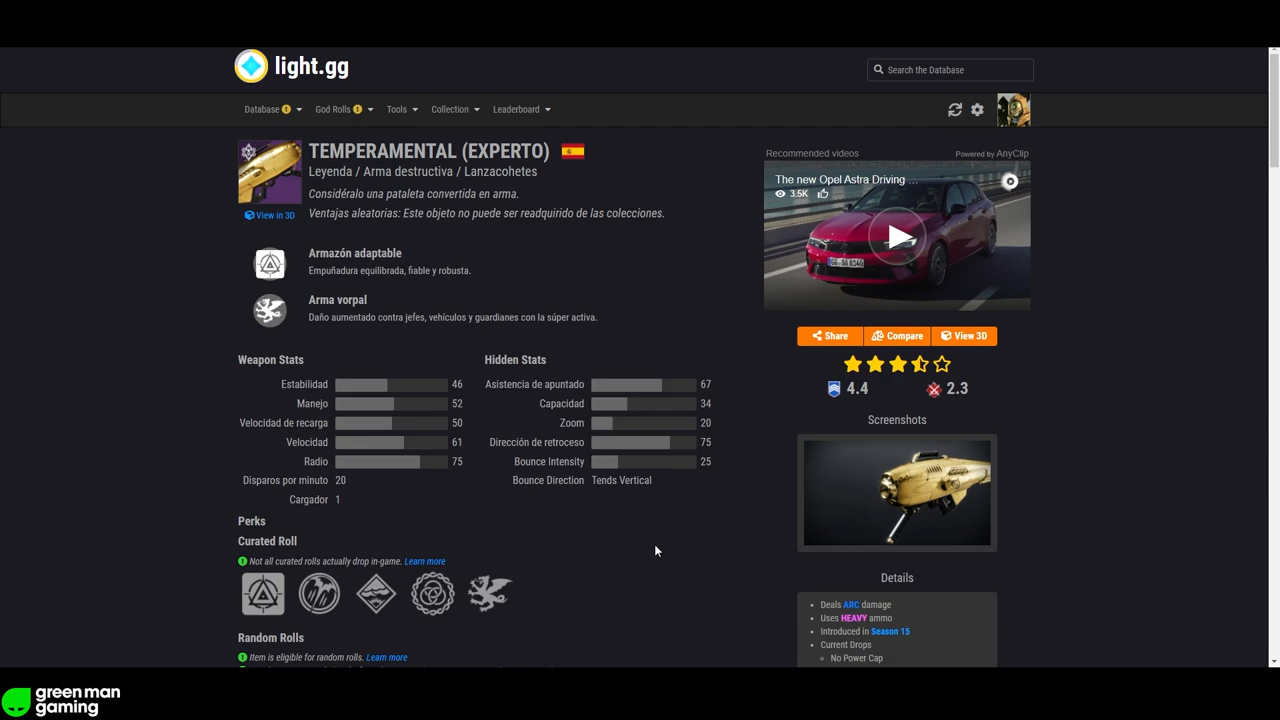 light.gg
Search the Database
Database
God Rolls
Tools
Collection
Leaderboard
TEMPERAMENTAL (EXPERTO)
Leyenda / Arma destructiva / Lanzacohetes
Considéralo una pataleta convertida en arma.
View in 3D
Ventajas aleatorias: Este objeto no puede ser readquirido de las colecciones.
Armazón adaptable
Empuñadura equilibrada, fiable y robusta.
Arma vorpal
Daño aumentado contra jefes, vehículos y guardianes con la súper activa.
Weapon Stats
Estabilidad 46
Manejo 52
Velocidad de recarga 50
Velocidad 61
Radio 75
Disparos por minuto 20
Cargador 1
Hidden Stats
Asistencia de apuntado 67
Capacidad 34
Zoom 20
Dirección de retroceso 75
Bounce Intensity 25
Bounce Direction Tends Vertical
Perks
Curated Roll
Not all curated rolls actually drop in-game. Learn more
Random Rolls
Item is eligible for random rolls. Learn more
Recommended videos
Powered by AnyClip
The new Opel Astra Driving ...
3.5K
Share
Compare
View 3D
4.4
2.3
Screenshots
Details
Deals ARC damage
Uses HEAVY ammo
Introduced in Season 15
Current Drops
No Power Cap
green man
gaming